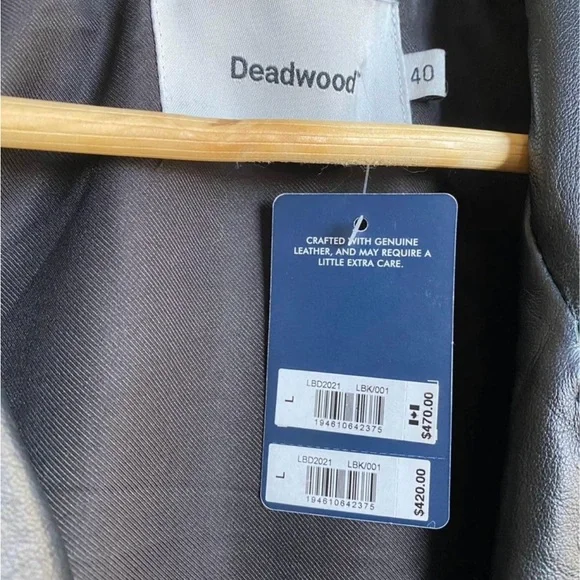 Deadwood™
40
CRAFTED WITH GENUINE
LEATHER, AND MAY REQUIRE A
LITTLE EXTRA CARE.
L
LBD2021 LBK/001
194610642375
$470.00
L
LBD2021 LBK/001
194610642375
$420.00